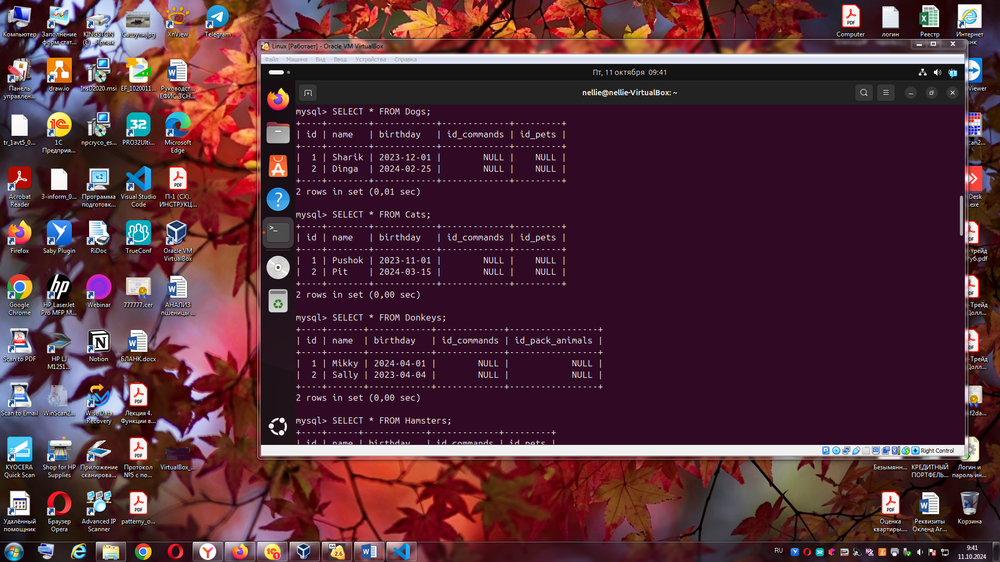 Компьютер
Заполнение форм стат...
KINGSTON (E) - Ярлык
Сашуля.jpg
XnView
Telegram
Панель управлен...
draw.io
InsD2020.msi
EF_1020011...
Руководст... ЕФИС ЗСН...
tr_1avt5_0...
1С Предприя...
npcryco_es...
PRO32Ulti...
Microsoft Edge
Acrobat Reader
3-inform_0...
Программа подготовк...
Visual Studio Code
П-1 (СХ). ИНСТРУКЦ...
Firefox
Saby Plugin
RiDoc
TrueConf
Oracle VM VirtualBox
Google Chrome
HP LaserJet Pro MFP M...
Webinar
777777.cer
АНАЛИЗ пшеницы ...
Scan to PDF
HP LJ M1251...
Notion
БЛАНК.docx
Scan to Email
WinScan2...
Wise Data Recovery
Лекция 4. Функции в...
KYOCERA Quick Scan
Shop for HP Supplies
Приложение сканирова...
Протокол №5 с по...
VirtualBox_...
Удалённый помощник
Браузер Opera
Advanced IP Scanner
patterny_o...
Computer
логин
Реестр
Интернет
нк
Viewer
can2...
Desk
.exe
-трейд
уб.pdf
-Трейд
Долл...
-Трейд
Долл...
f2da...
Безымянн...
КРЕДИТНЫЙ ПОРТФЕЛЬ...
Логин и пароль ин...
Оценка квартиры....
Реквизиты Окленд Аг...
Корзина
Linux [Работает] - Oracle VM VirtualBox
Файл Машина Вид Ввод Устройства Справка
Пт, 11 октября 09:41
nellie@nellie-VirtualBox: ~
mysql> SELECT * FROM Dogs;
+----+--------+------------+-------------+---------+
| id | name   | birthday   | id_commands | id_pets |
+----+--------+------------+-------------+---------+
|  1 | Sharik | 2023-12-01 |        NULL |    NULL |
|  2 | Dinga  | 2024-02-25 |        NULL |    NULL |
+----+--------+------------+-------------+---------+
2 rows in set (0,01 sec)
mysql> SELECT * FROM Cats;
+----+--------+------------+-------------+---------+
| id | name   | birthday   | id_commands | id_pets |
+----+--------+------------+-------------+---------+
|  1 | Pushok | 2023-11-01 |        NULL |    NULL |
|  2 | Pit    | 2024-03-15 |        NULL |    NULL |
+----+--------+------------+-------------+---------+
2 rows in set (0,00 sec)
mysql> SELECT * FROM Donkeys;
+----+-------+------------+-------------+-----------------+
| id | name  | birthday   | id_commands | id_pack_animals |
+----+-------+------------+-------------+-----------------+
|  1 | Mikky | 2024-04-01 |        NULL |            NULL |
|  2 | Sally | 2023-04-04 |        NULL |            NULL |
+----+-------+------------+-------------+-----------------+
2 rows in set (0,00 sec)
mysql> SELECT * FROM Hamsters;
+----+------+------------+-------------+---------+
| id | name | birthday   | id_commands | id_pets |
Right Control
RU
9:41
11.10.2024